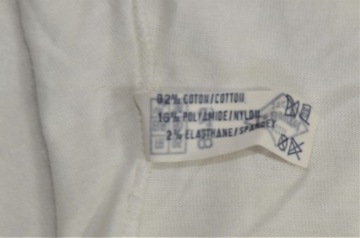 82% COTON/COTTON
16% POLYAMIDE/NYLON
2% ELASTHANE/SPANDEX